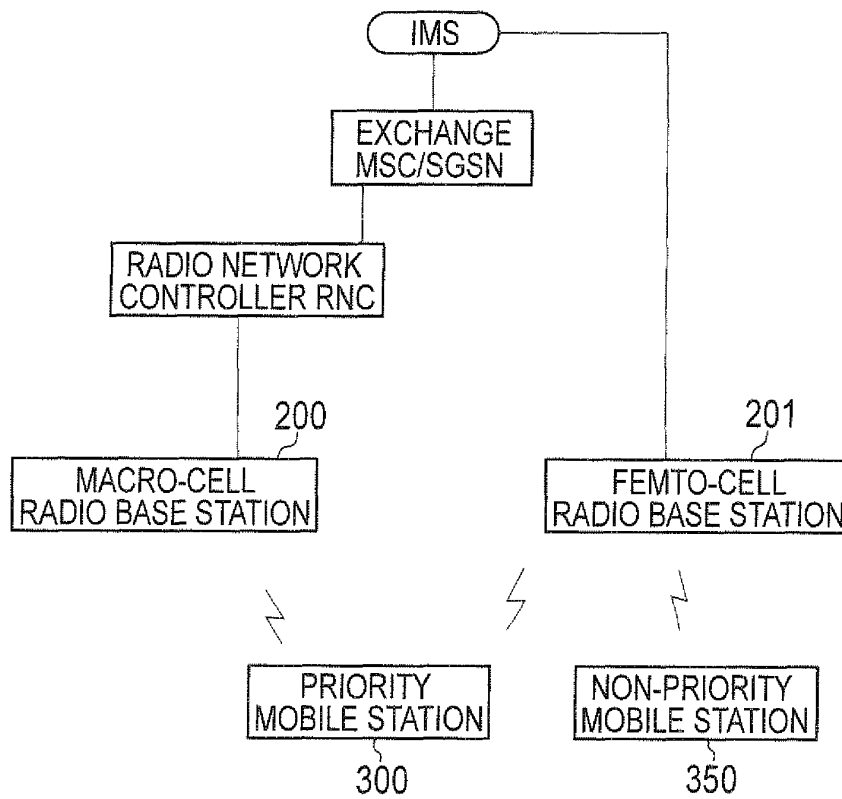 IMS
EXCHANGE
MSC/SGSN
RADIO NETWORK
CONTROLLER RNC
200
MACRO-CELL
RADIO BASE STATION
201
FEMTO-CELL
RADIO BASE STATION
PRIORITY
MOBILE STATION
300
NON-PRIORITY
MOBILE STATION
350